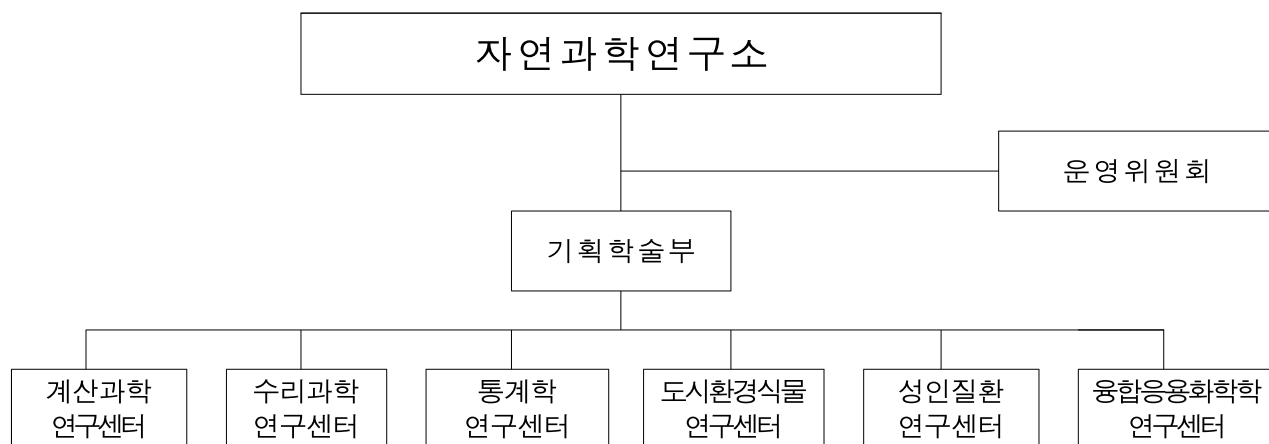 자연과학연구소
운영위원회
기획학술부
계산과학
연구센터
수리과학
연구센터
통계학
연구센터
도시환경식물
연구센터
성인질환
연구센터
융합응용화학학
연구센터